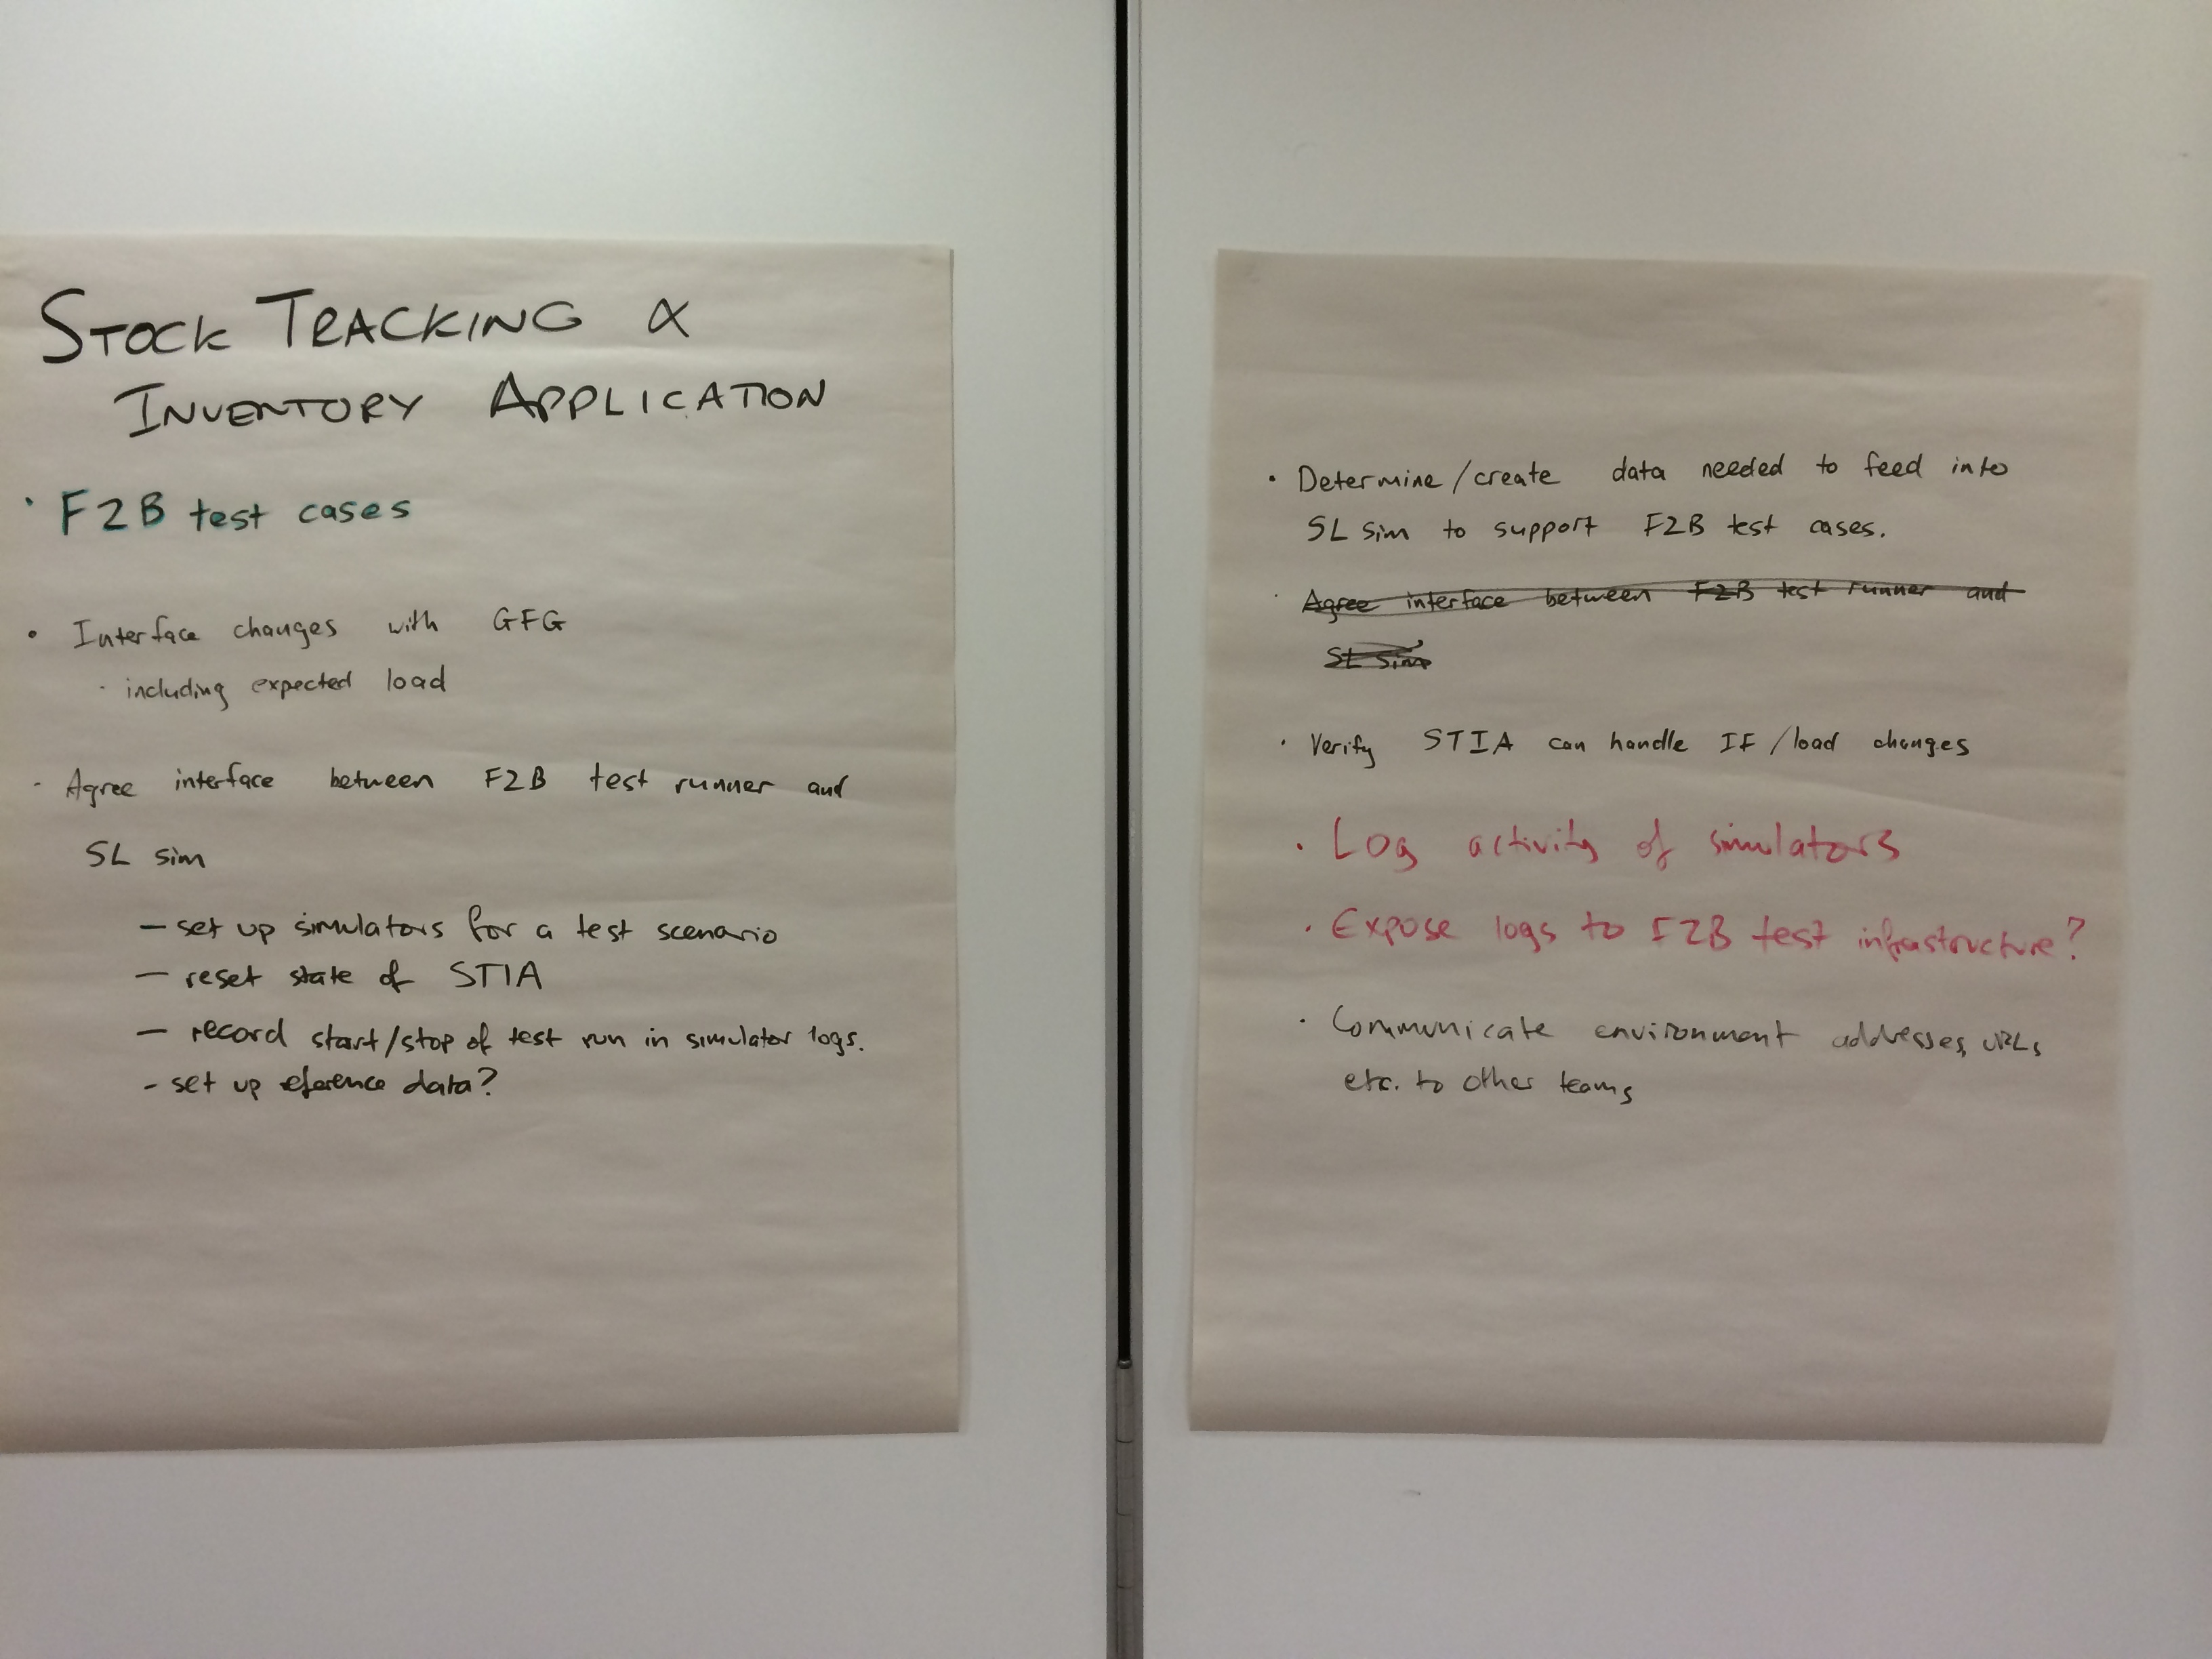 STOCK TRACKING &
INVENTORY APPLICATION
· F2B test cases
· Interface changes with GFG
· including expected load
- Agree interface between F2B test runner and
SL sim
— set up simulators for a test scenario
— reset state of STIA
— record start/stop of test run in simulator logs.
- set up reference data?
· Determine/create data needed to feed into
SL sim to support F2B test cases.
· Agree interface between F2B test runner and
SL sim
· Verify STIA can handle IF/load changes
· Log activity of simulators
· Expose logs to F2B test infrastructure?
· Communicate environment addresses, URLs
etc. to other teams